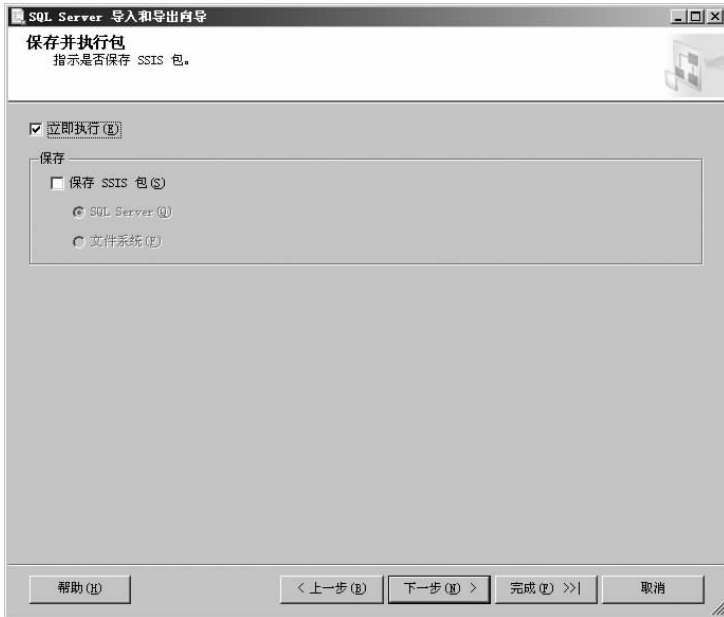 SQL Server 导入和导出向导
保存并执行包
指示是否保存 SSIS 包。
立即执行(E)
保存
保存 SSIS 包(S)
SQL Server(Q)
文件系统(F)
帮助(H)
< 上一步(B)
下一步(N) >
完成(F) >>|
取消